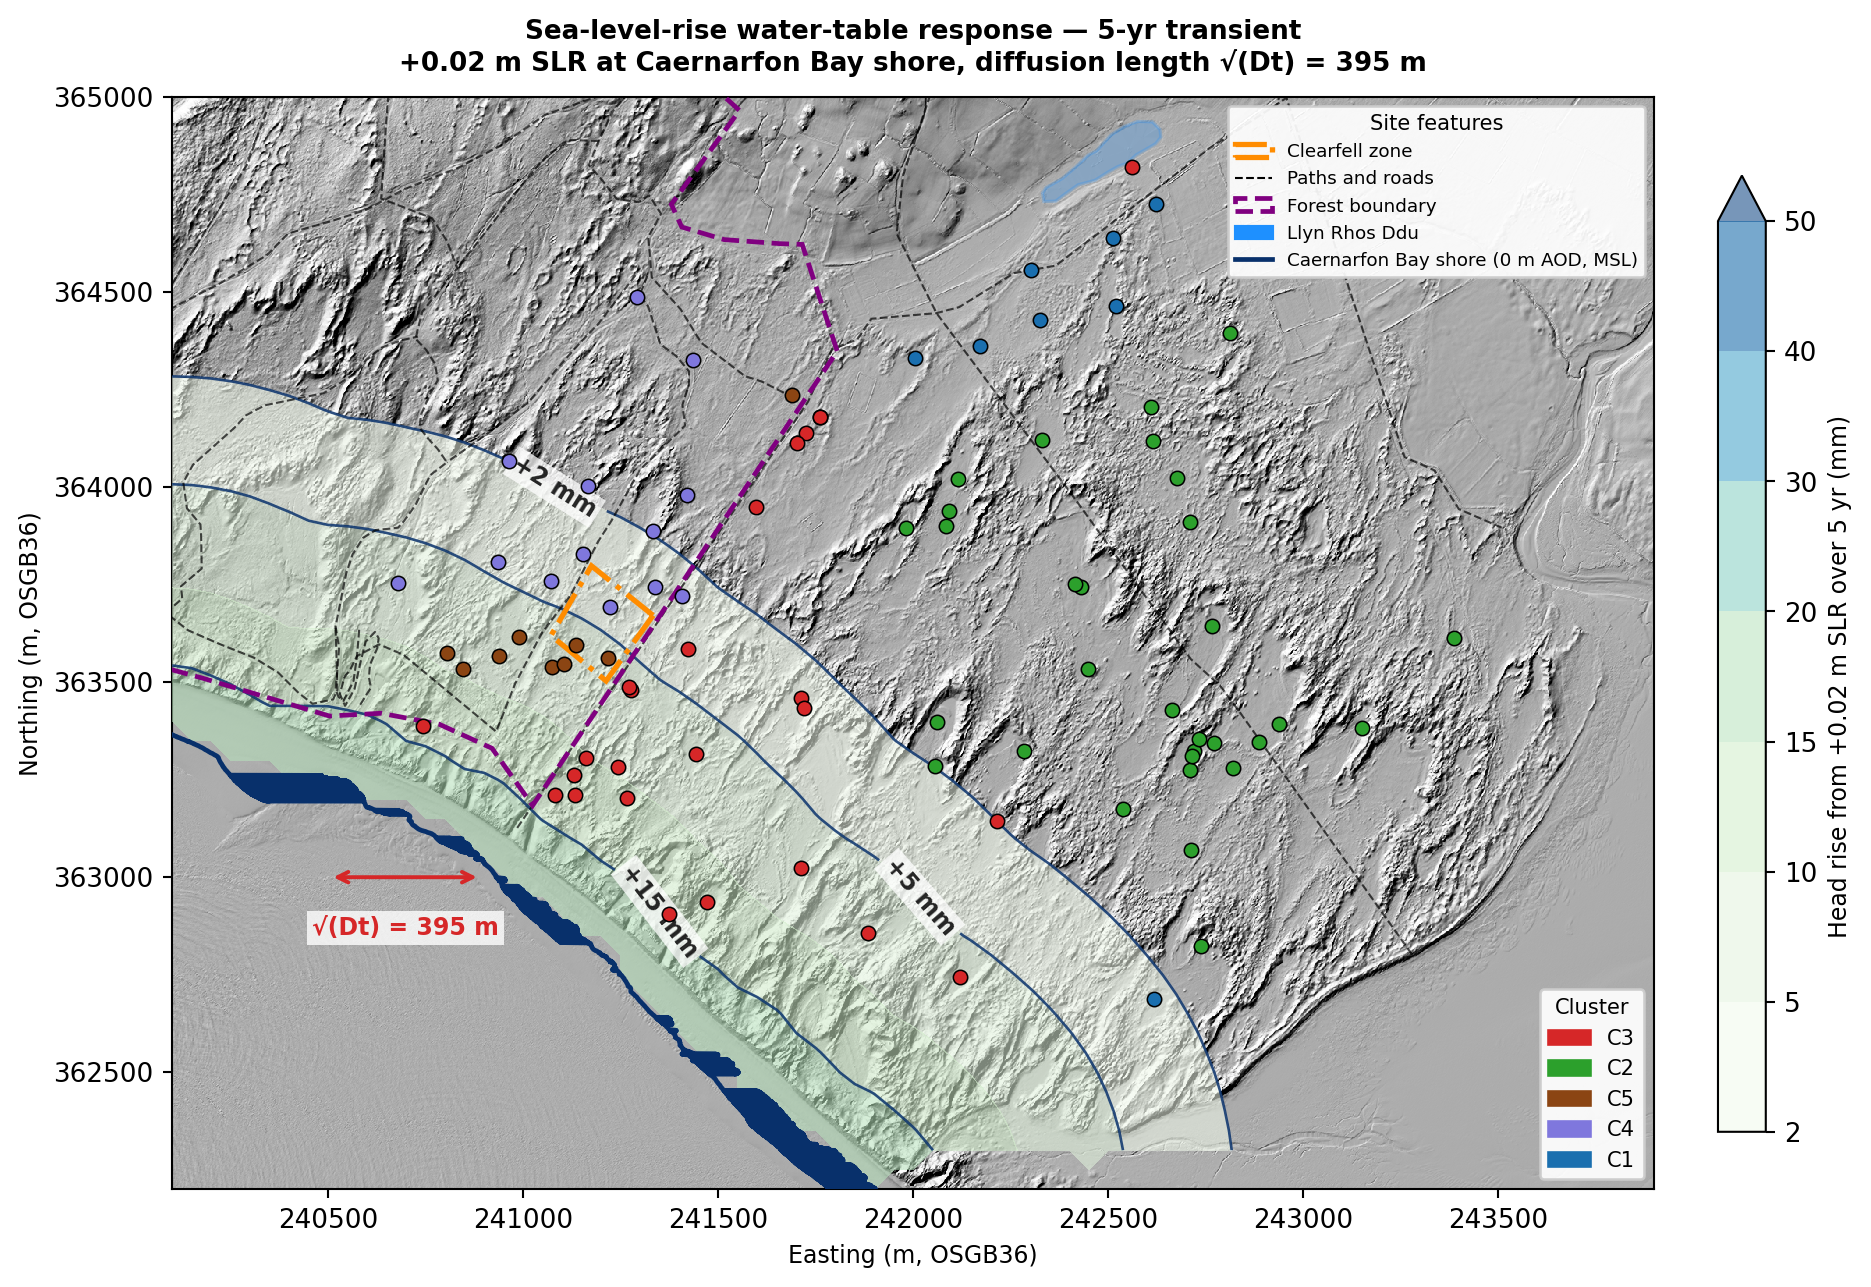 Sea-level-rise water-table response — 5-yr transient
+0.02 m SLR at Caernarfon Bay shore, diffusion length √(Dt) = 395 m
Site features
Clearfell zone
Paths and roads
Forest boundary
Llyn Rhos Ddu
Caernarfon Bay shore (0 m AOD, MSL)
365000
364500
364000
363500
363000
362500
Northing (m, OSGB36)
+2 mm
+5 mm
+15 mm
√(Dt) = 395 m
Cluster
C3
C2
C5
C4
C1
240500
241000
241500
242000
242500
243000
243500
Easting (m, OSGB36)
50
40
30
20
15
10
5
2
Head rise from +0.02 m SLR over 5 yr (mm)